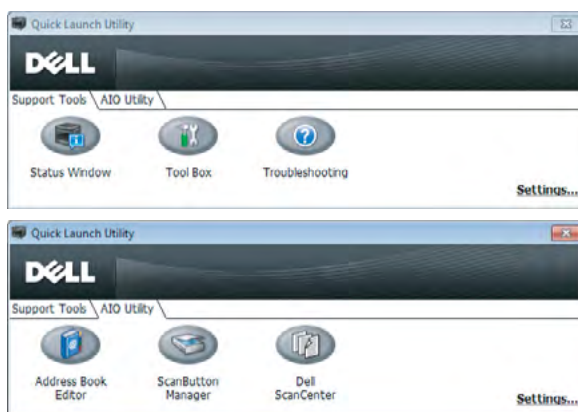 Quick Launch Utility
DELL
Support Tools AIO Utility
Status Window Tool Box Troubleshooting
Settings...
Quick Launch Utility
DELL
Support Tools AIO Utility
Address Book ScanButton Dell
Editor Manager ScanCenter
Settings...